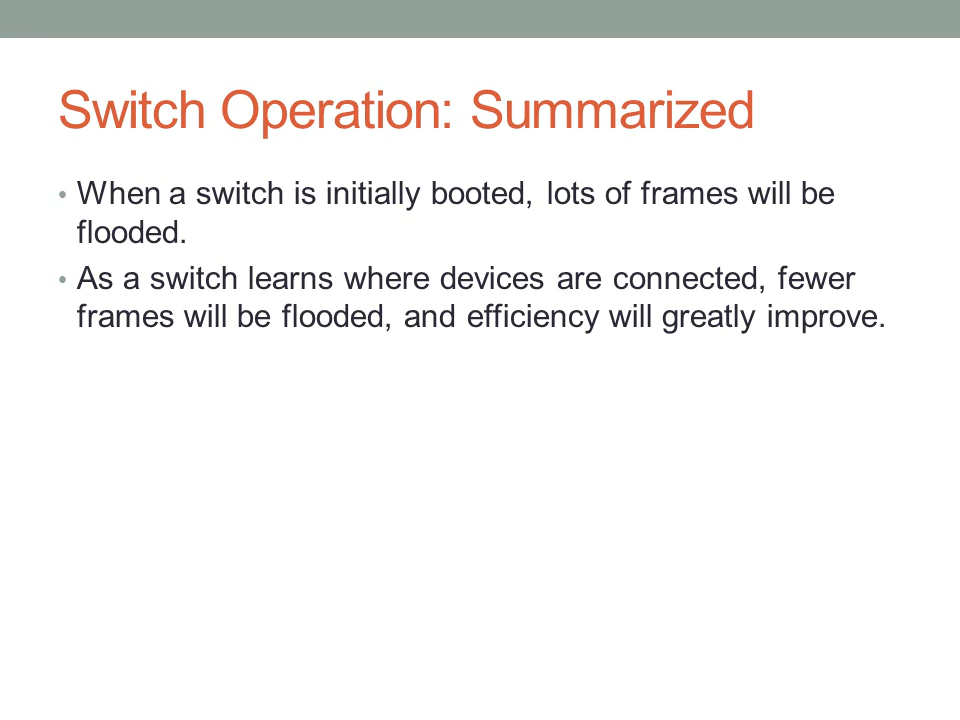 Switch Operation: Summarized
• When a switch is initially booted, lots of frames will be
flooded.
• As a switch learns where devices are connected, fewer
frames will be flooded, and efficiency will greatly improve.